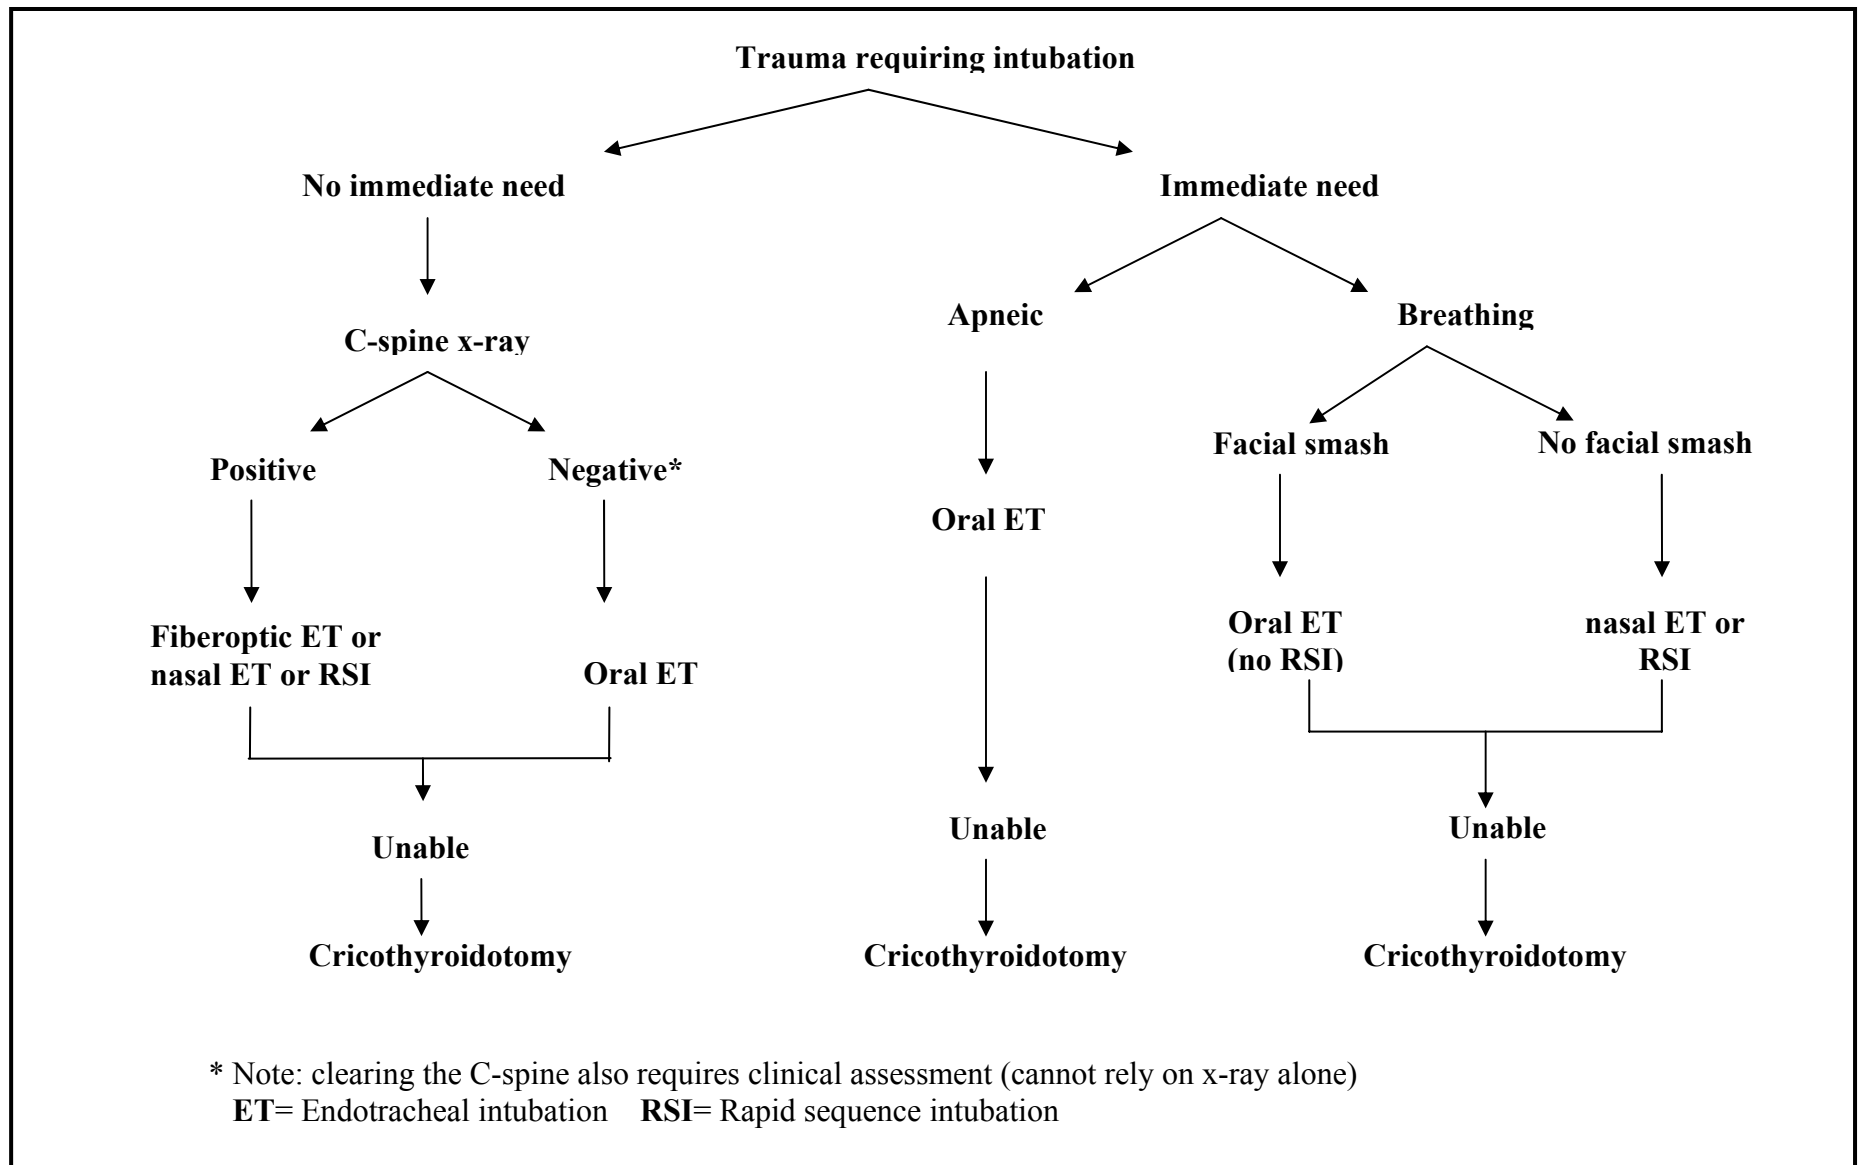 Trauma requiring intubation
No immediate need
Immediate need
Apneic
Breathing
C-spine x-ray
Facial smash
No facial smash
Positive
Negative*
Oral ET
Fiberoptic ET or
nasal ET or RSI
Oral ET
Oral ET
(no RSI)
nasal ET or
RSI
Unable
Unable
Unable
Cricothyroidotomy
Cricothyroidotomy
Cricothyroidotomy
* Note: clearing the C-spine also requires clinical assessment (cannot rely on x-ray alone)
ET= Endotracheal intubation RSI= Rapid sequence intubation